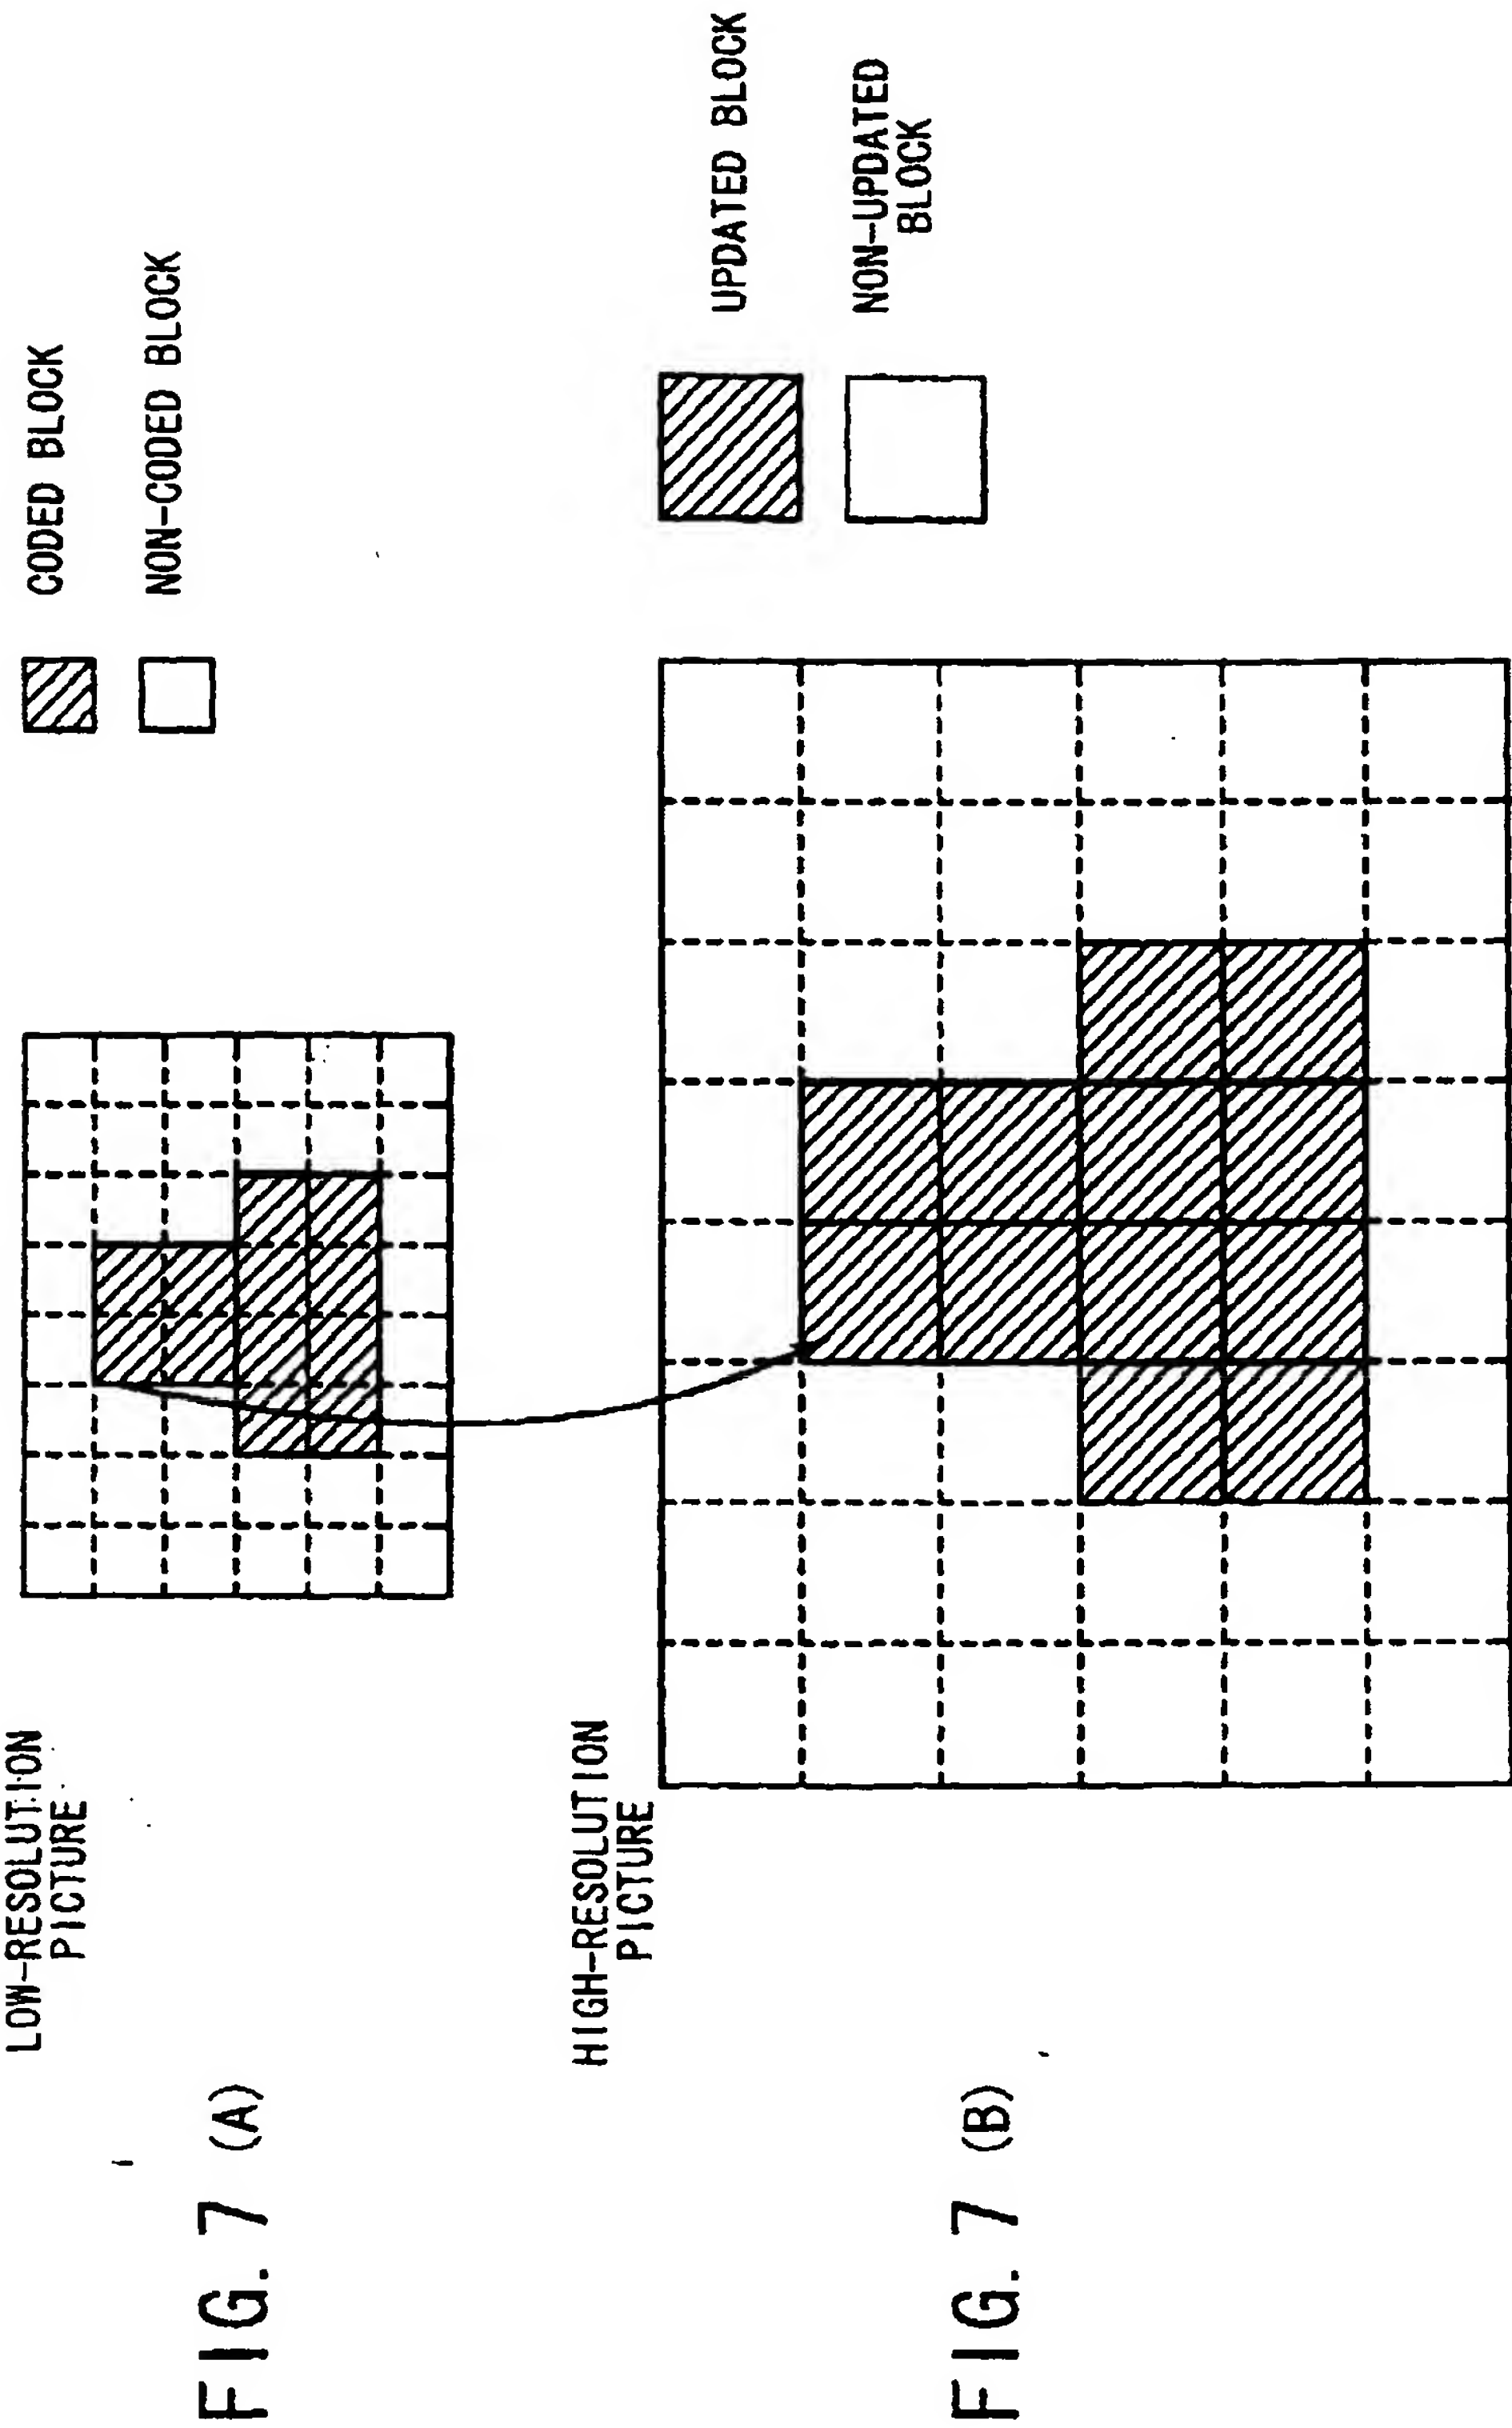 FIG. 7 (A)
LOW-RESOLUTION
PICTURE
CODED BLOCK
NON-CODED BLOCK
FIG. 7 (B)
HIGH-RESOLUTION
PICTURE
UPDATED BLOCK
NON-UPDATED
BLOCK